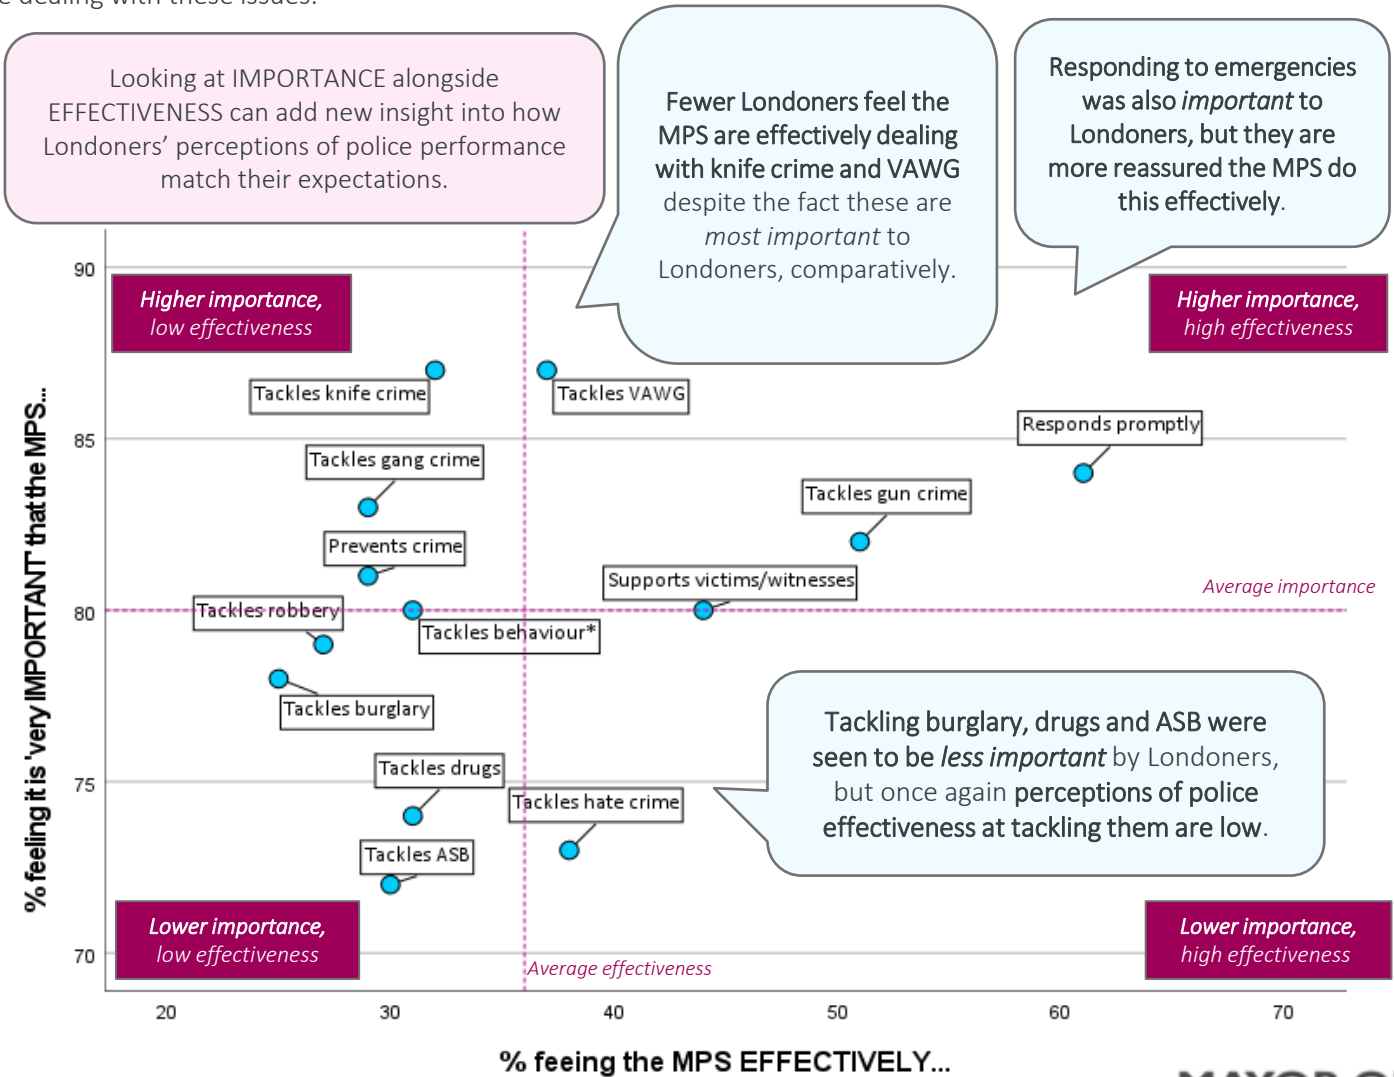 e dealing with these issues.
Looking at IMPORTANCE alongside
EFFECTIVENESS can add new insight into how
Londoners’ perceptions of police performance
match their expectations.
Fewer Londoners feel the
MPS are effectively dealing
with knife crime and VAWG
despite the fact these are
most important to
Londoners, comparatively.
Responding to emergencies
was also important to
Londoners, but they are
more reassured the MPS do
this effectively.
90
Higher importance,
low effectiveness
Higher importance,
high effectiveness
Tackles knife crime
Tackles VAWG
Responds promptly
85
Tackles gang crime
Tackles gun crime
Prevents crime
Supports victims/witnesses
Average importance
80
Tackles robbery
Tackles behaviour*
Tackles burglary
Tackling burglary, drugs and ASB were
seen to be less important by Londoners,
but once again perceptions of police
effectiveness at tackling them are low.
Tackles drugs
75
Tackles hate crime
Tackles ASB
Lower importance,
low effectiveness
Lower importance,
high effectiveness
70
Average effectiveness
% feeling it is 'very IMPORTANT' that the MPS...
20 30 40 50 60 70
% feeing the MPS EFFECTIVELY...